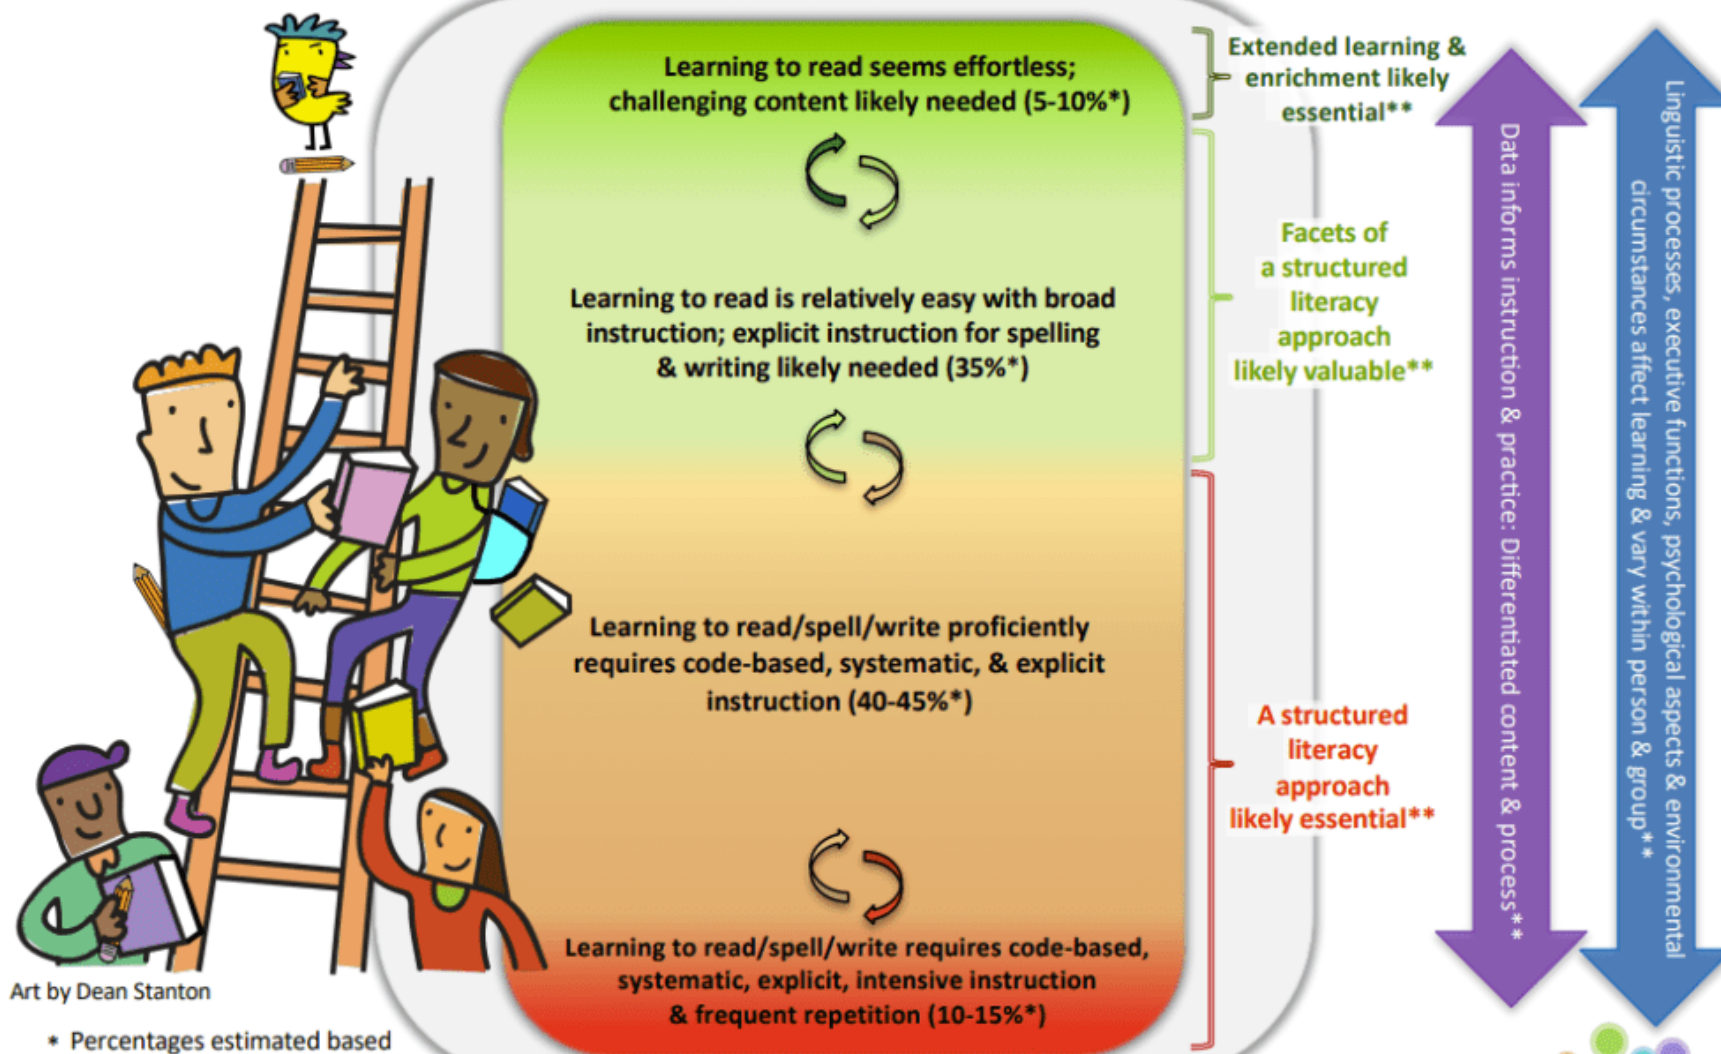 Learning to read seems effortless;
challenging content likely needed (5-10%*)
Learning to read is relatively easy with broad
instruction; explicit instruction for spelling
& writing likely needed (35%*)
Learning to read/spell/write proficiently
requires code-based, systematic, & explicit
instruction (40-45%*)
Learning to read/spell/write requires code-based,
systematic, explicit, intensive instruction
& frequent repetition (10-15%*)
Extended learning &
enrichment likely
essential**
Facets of
a structured
literacy
approach
likely valuable**
A structured
literacy
approach
likely essential**
Data informs instruction & practice: Differentiated content & process**
Linguistic processes, executive functions, psychological aspects & environmental
circumstances affect learning & vary within person & group**
Art by Dean Stanton
* Percentages estimated based